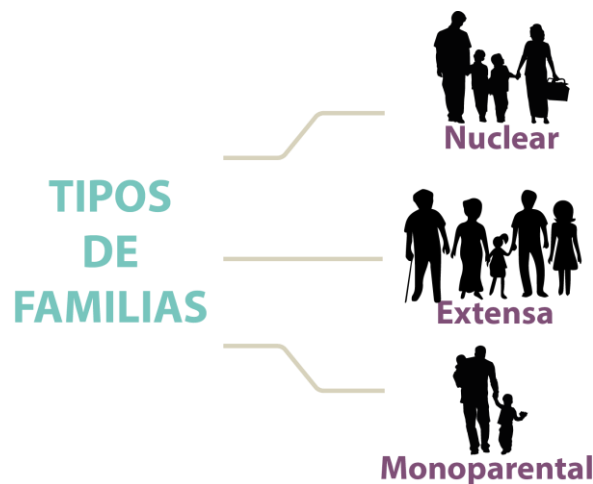 TIPOS
DE
FAMILIAS
Nuclear
Extensa
Monoparental